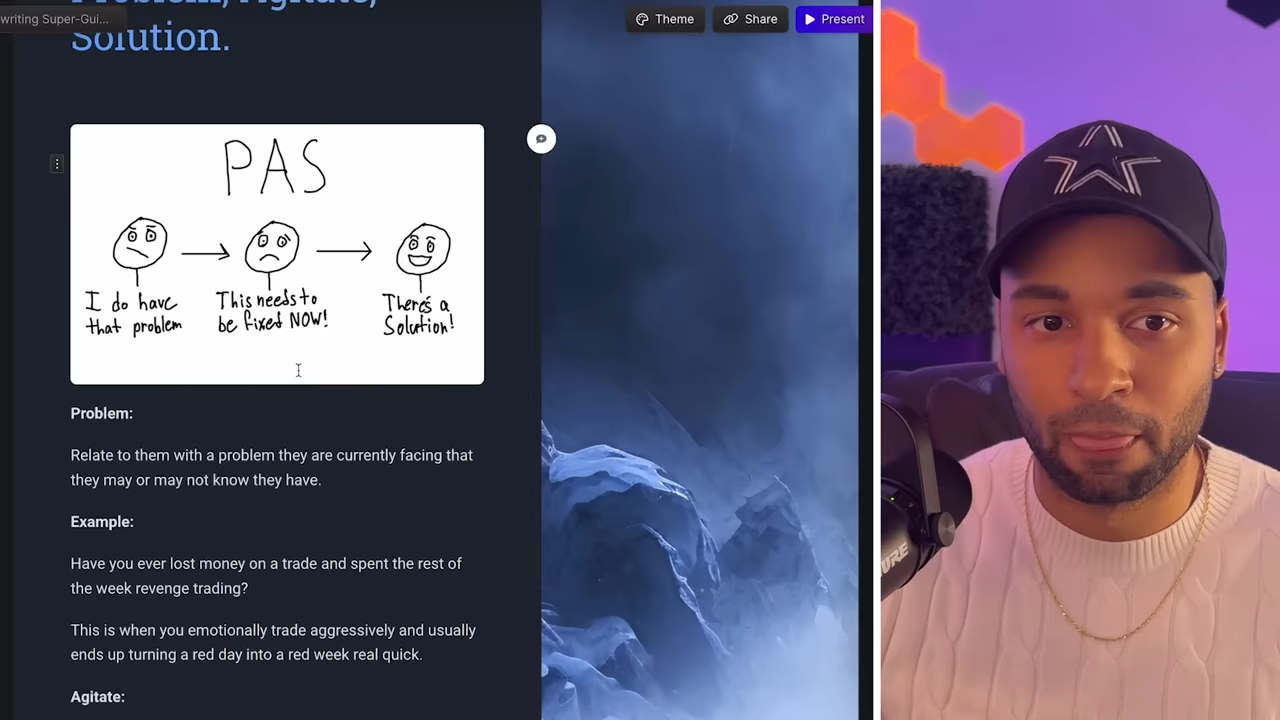 writing Super-Gui...
Theme
Share
Present
Problem, Agitate,
Solution.
PAS
I do have
that problem
This needs to
be fixed NOW!
There's a
Solution!
Problem:
Relate to them with a problem they are currently facing that
they may or may not know they have.
Example:
Have you ever lost money on a trade and spent the rest of
the week revenge trading?
This is when you emotionally trade aggressively and usually
ends up turning a red day into a red week real quick.
Agitate:
URE